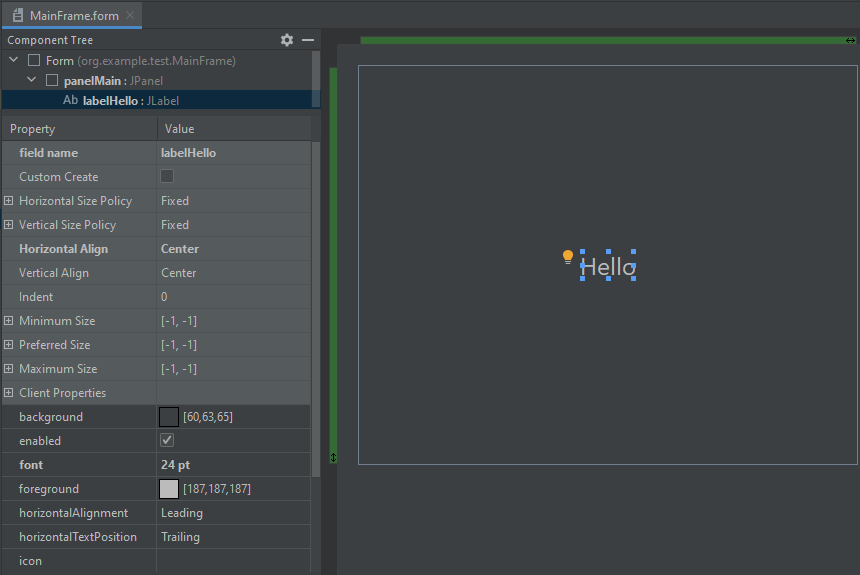 MainFrame.form
Component Tree
Form (org.example.test.MainFrame)
panelMain : JPanel
Ab labelHello : JLabel
Property Value
field name labelHello
Custom Create
Horizontal Size Policy Fixed
Vertical Size Policy Fixed
Horizontal Align Center
Vertical Align Center
Indent 0
Minimum Size [-1, -1]
Preferred Size [-1, -1]
Maximum Size [-1, -1]
Client Properties
background [60,63,65]
enabled
font 24 pt
foreground [187,187,187]
horizontalAlignment Leading
horizontalTextPosition Trailing
icon
Hello